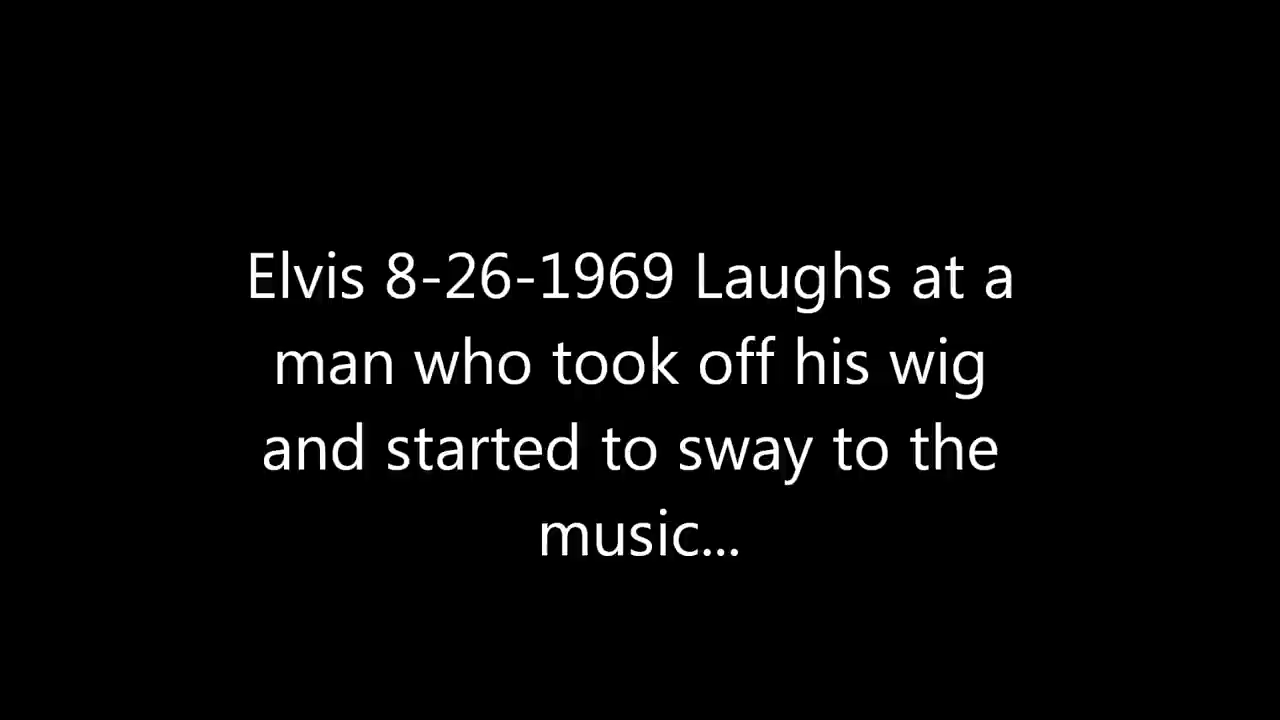 Elvis 8-26-1969 Laughs at a
man who took off his wig
and started to sway to the
music...